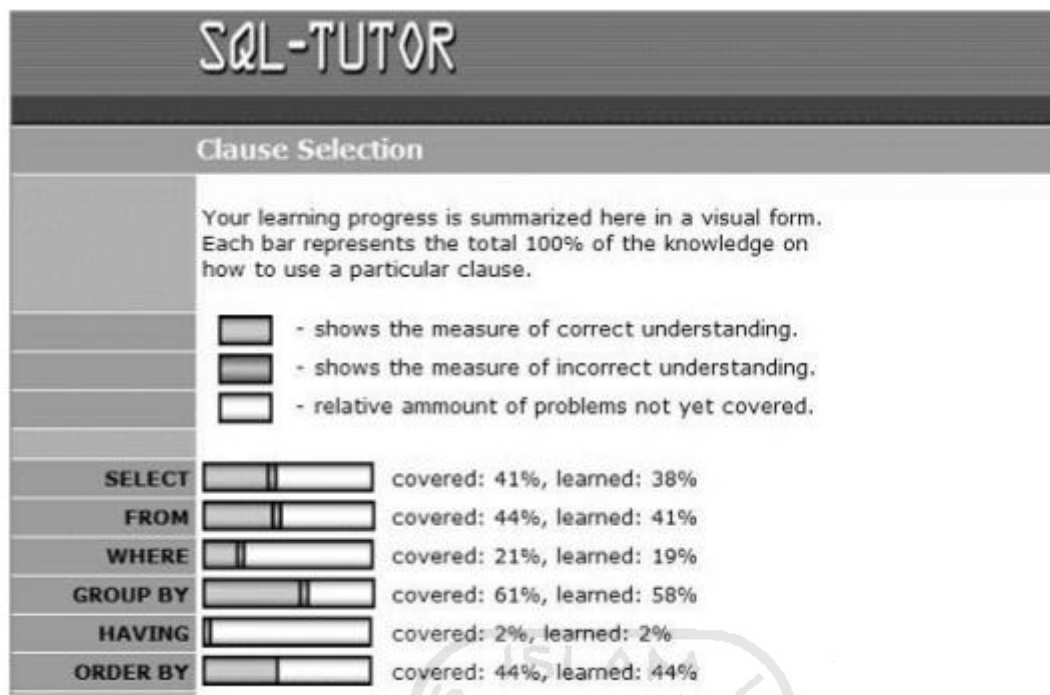 SQL-TUTOR
Clause Selection
Your learning progress is summarized here in a visual form.
Each bar represents the total 100% of the knowledge on
how to use a particular clause.
- shows the measure of correct understanding.
- shows the measure of incorrect understanding.
- relative ammount of problems not yet covered.
SELECT covered: 41%, learned: 38%
FROM covered: 44%, learned: 41%
WHERE covered: 21%, learned: 19%
GROUP BY covered: 61%, learned: 58%
HAVING covered: 2%, learned: 2%
ORDER BY covered: 44%, learned: 44%
ISLAM